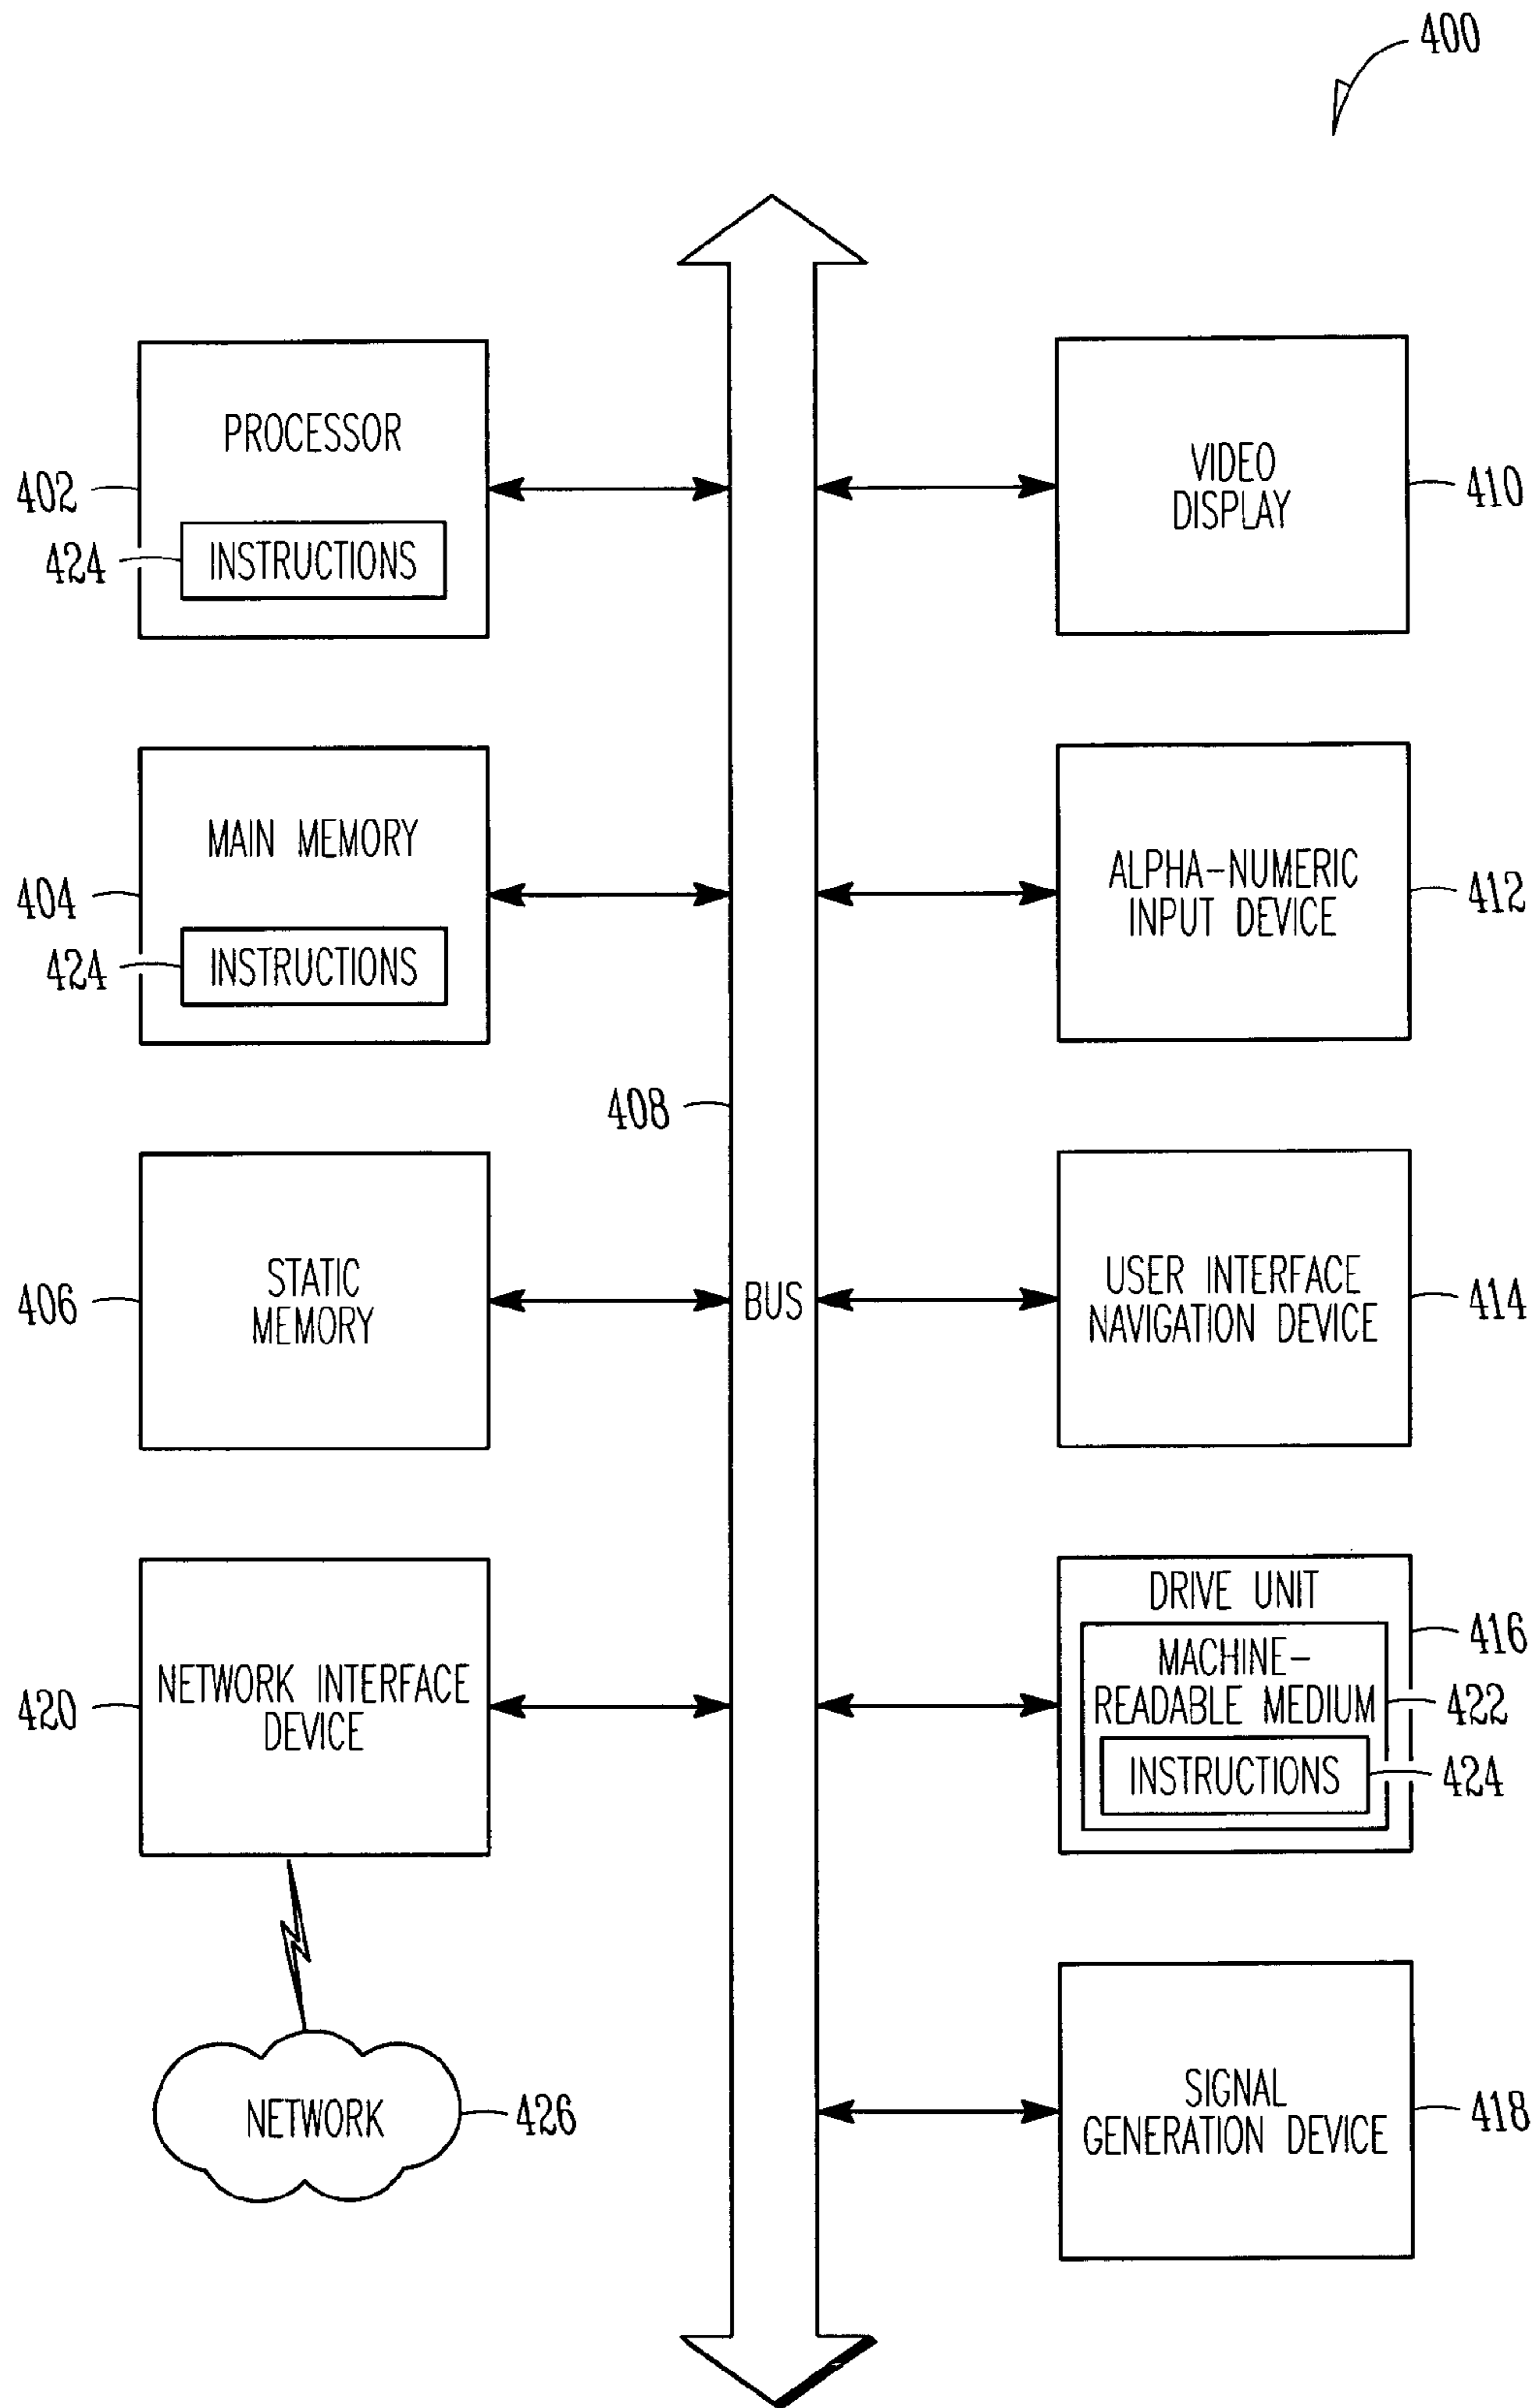 400
PROCESSOR
402
424
INSTRUCTIONS
VIDEO
DISPLAY
410
MAIN MEMORY
404
424
INSTRUCTIONS
ALPHA-NUMERIC
INPUT DEVICE
412
408
BUS
STATIC
MEMORY
406
USER INTERFACE
NAVIGATION DEVICE
414
NETWORK INTERFACE
DEVICE
420
DRIVE UNIT
416
MACHINE-
READABLE MEDIUM
422
INSTRUCTIONS
424
NETWORK
426
SIGNAL
GENERATION DEVICE
418